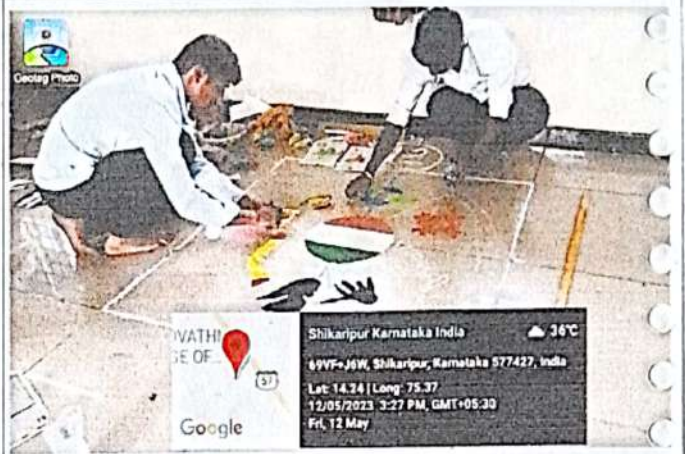 Geotag Photo
VATHI
GE OF...
57
Google
Shikaripur Karnataka India
36°C
69VF+J6W, Shikaripur, Karnataka 577427, India
Lat: 14.24 | Long: 75.37
12/05/2023 3:27 PM, GMT+05:30
Fri, 12 May